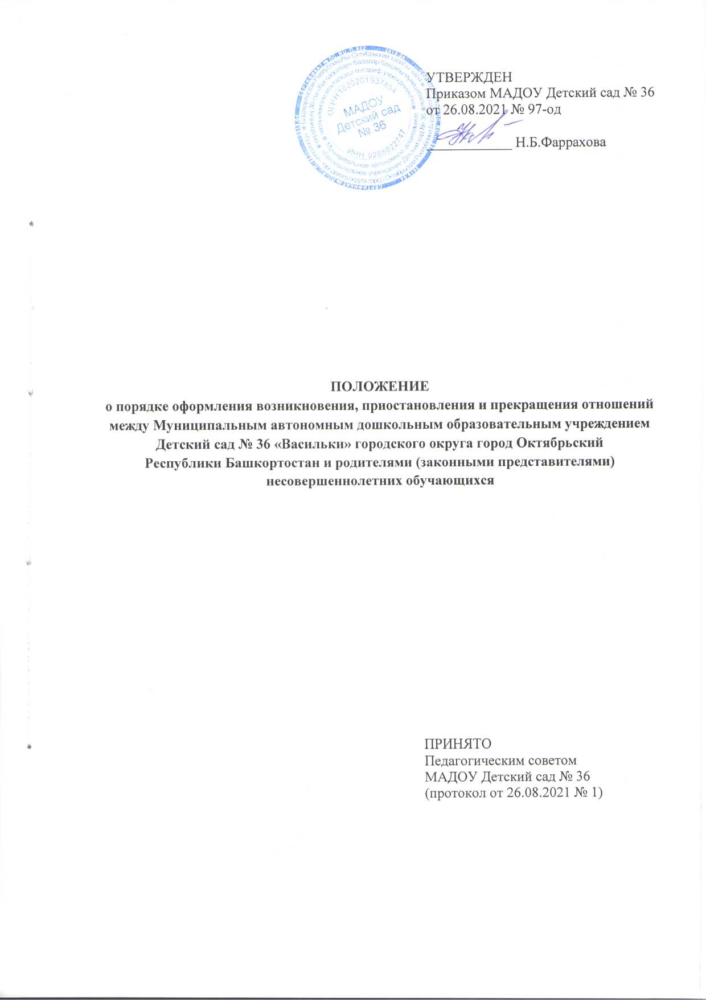 УТВЕРЖДЕН
Приказом МАДОУ Детский сад № 36
от 26.08.2021 № 97-од
____________ Н.Б.Фаррахова
ОГРН 1020201937854
МАДОУ
Детский сад
№ 36
ИНН 0265022747
ПОЛОЖЕНИЕ
о порядке оформления возникновения, приостановления и прекращения отношений
между Муниципальным автономным дошкольным образовательным учреждением
Детский сад № 36 «Васильки» городского округа город Октябрьский
Республики Башкортостан и родителями (законными представителями)
несовершеннолетних обучающихся
ПРИНЯТО
Педагогическим советом
МАДОУ Детский сад № 36
(протокол от 26.08.2021 № 1)